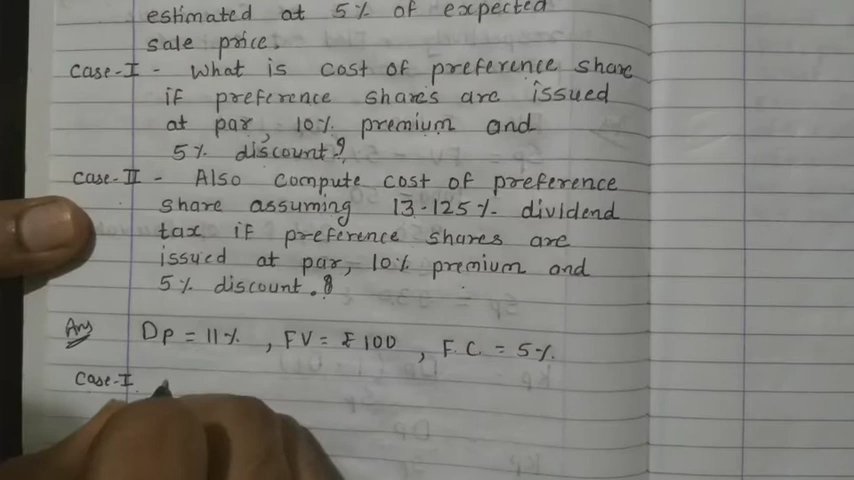 estimated at 5% of expected
sale price.
Case-I - What is cost of preference share
if preference shares are issued
at par, 10% premium and
5% discount?
Case-II - Also compute cost of preference
share assuming 13.125% dividend
tax if preference shares are
issued at par, 10% premium and
5% discount.?
Ans Dp = 11%, FV = ₹100, F.C. = 5%.
Case-I